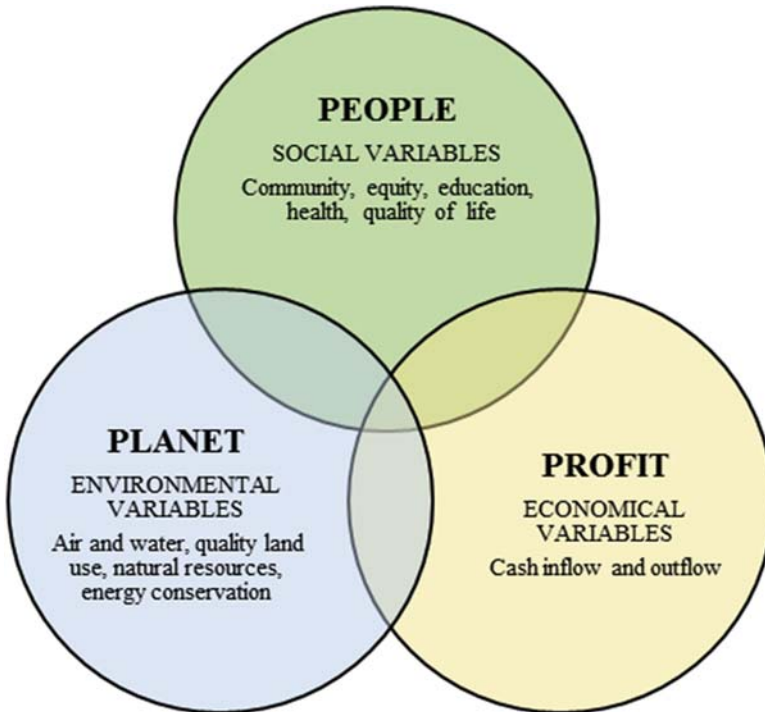 PEOPLE
SOCIAL VARIABLES
Community, equity, education,
health, quality of life
PLANET
ENVIRONMENTAL
VARIABLES
Air and water, quality land
use, natural resources,
energy conservation
PROFIT
ECONOMICAL
VARIABLES
Cash inflow and outflow